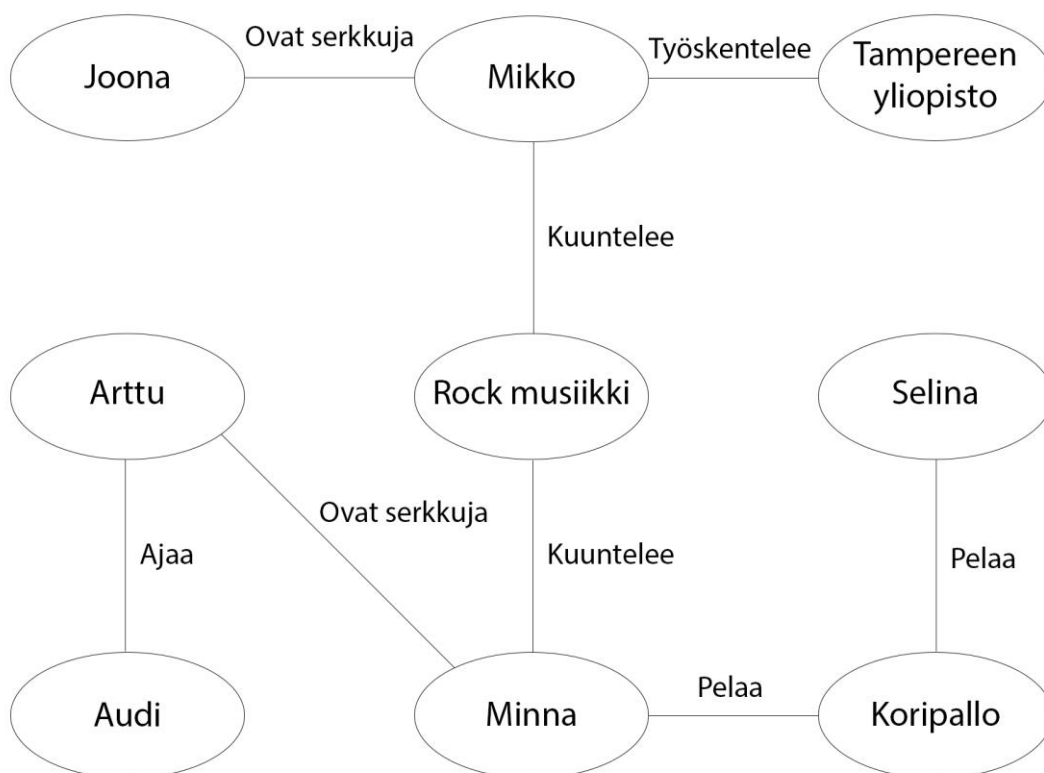 Ovat serkkuja
Työskentelee
Joona
Mikko
Tampereen
yliopisto
Kuuntelee
Arttu
Rock musiikki
Selina
Ovat serkkuja
Ajaa
Kuuntelee
Pelaa
Audi
Minna
Pelaa
Koripallo